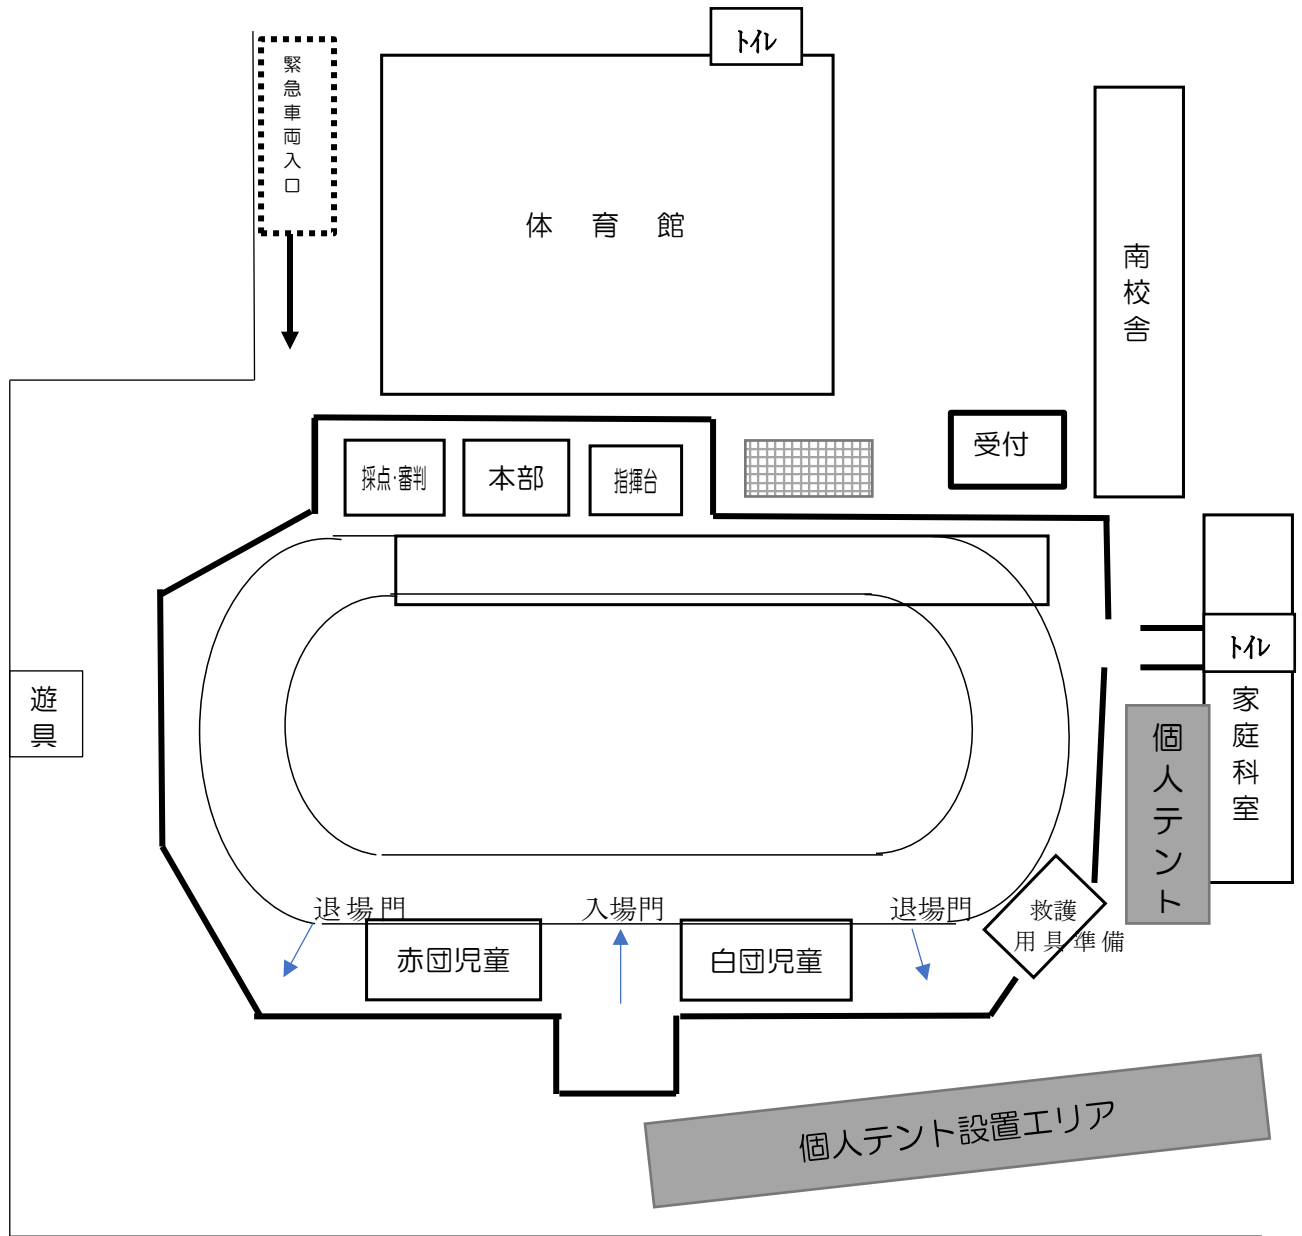 トイレ
緊急車両入口
体育館
南校舎
受付
採点・審判
本部
指揮台
トイレ
遊具
家庭科室
個人テント
退場門
入場門
退場門
救護
用具準備
赤団児童
白団児童
個人テント設置エリア